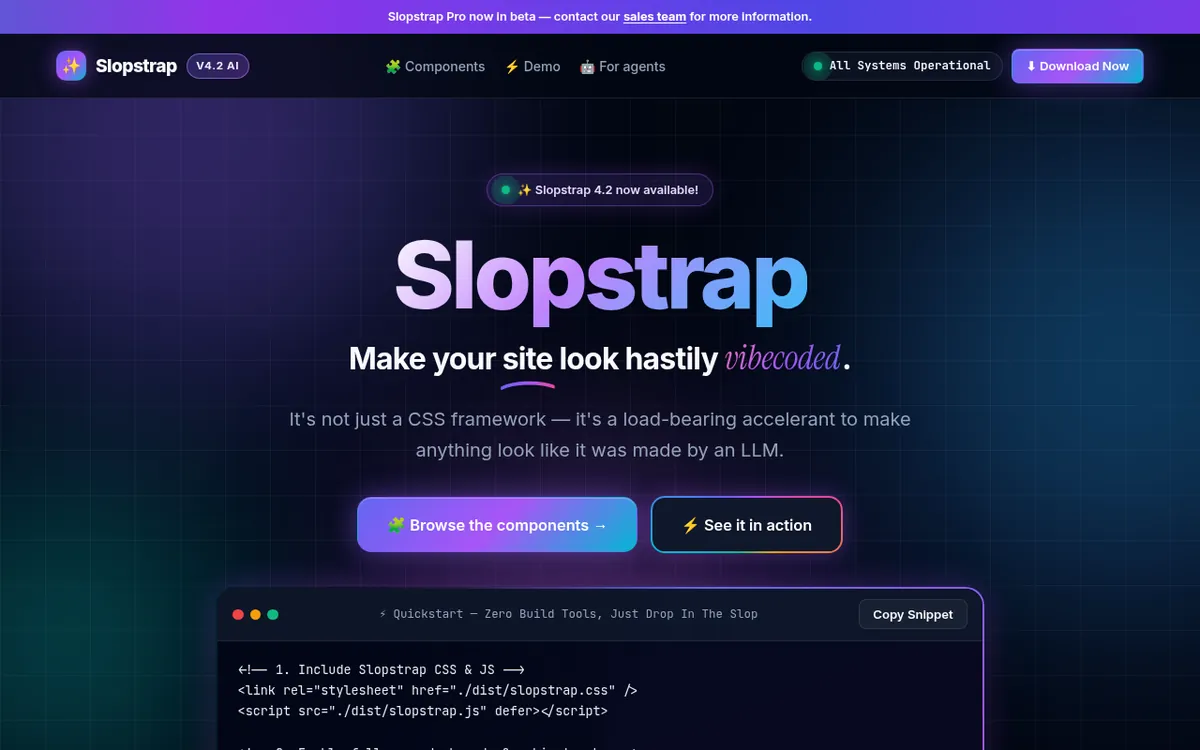 Slopstrap Pro now in beta — contact our sales team for more information.
✨ Slopstrap V4.2 AI
🧩 Components ⚡ Demo 🤖 For agents
All Systems Operational
⬇ Download Now
✨ Slopstrap 4.2 now available!
Slopstrap
Make your site look hastily vibecoded.
It's not just a CSS framework — it's a load-bearing accelerant to make
anything look like it was made by an LLM.
🧩 Browse the components →
⚡ See it in action
⚡ Quickstart — Zero Build Tools, Just Drop In The Slop
Copy Snippet
<!-- 1. Include Slopstrap CSS & JS -->
<link rel="stylesheet" href="./dist/slopstrap.css" />
<script src="./dist/slopstrap.js" defer></script>